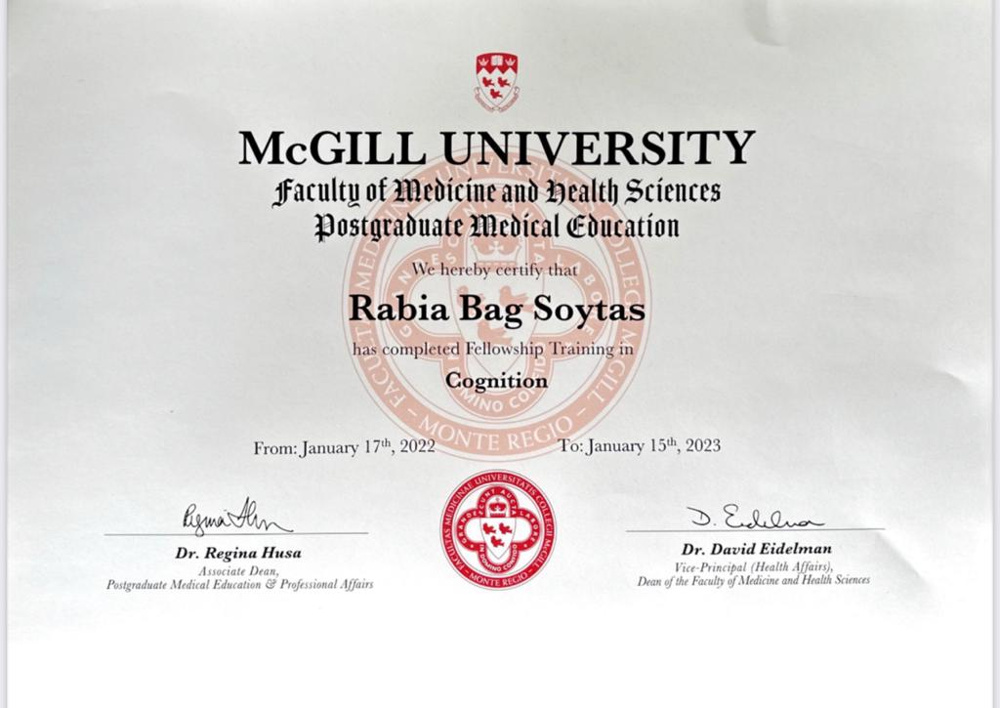 McGILL UNIVERSITY
Faculty of Medicine and Health Sciences
Postgraduate Medical Education
We hereby certify that
Rabia Bag Soytas
has completed Fellowship Training in
Cognition
From: January 17th, 2022 To: January 15th, 2023
Dr. Regina Husa
Associate Dean,
Postgraduate Medical Education & Professional Affairs
FACULTAS MEDICINAE UNIVERSITATIS COLLEGII McGILL
MONTE REGIO
GRANDESCUNT AUCTA LABORE
IN DOMINO CONFIDO
D. Eidelman
Dr. David Eidelman
Vice-Principal (Health Affairs),
Dean of the Faculty of Medicine and Health Sciences